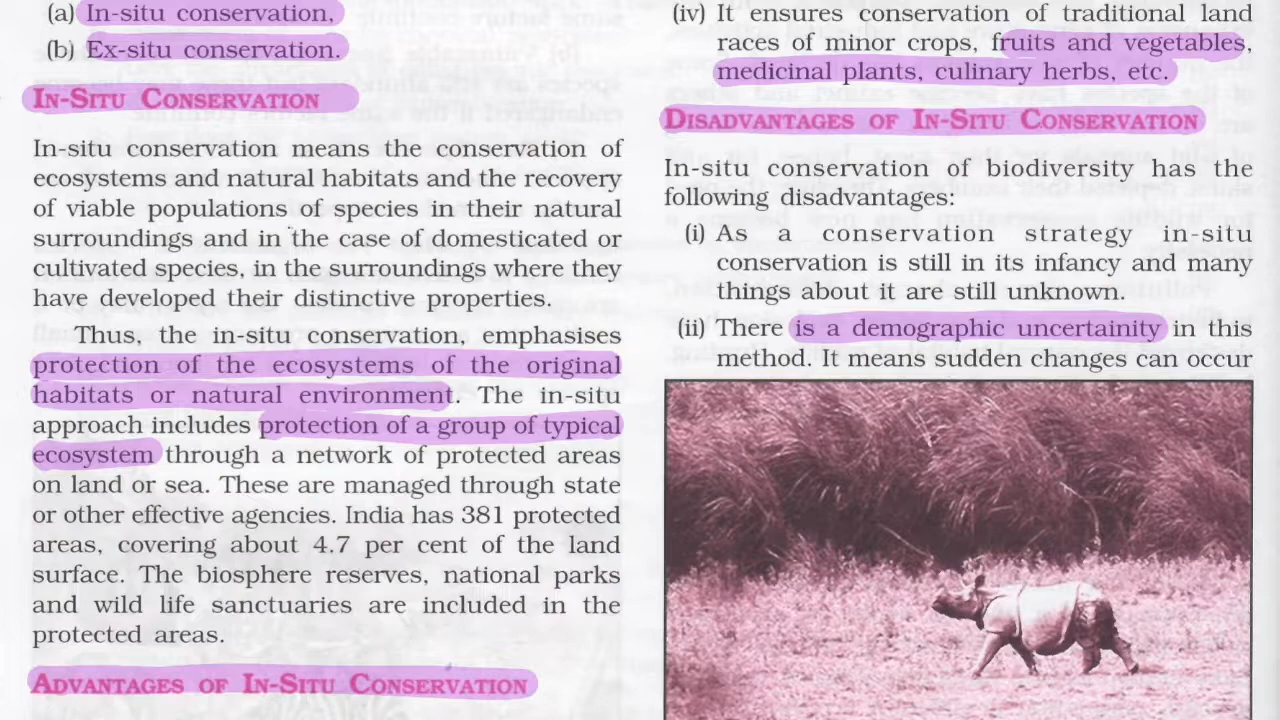 (a) In-situ conservation,
(b) Ex-situ conservation.
IN-SITU CONSERVATION
In-situ conservation means the conservation of
ecosystems and natural habitats and the recovery
of viable populations of species in their natural
surroundings and in the case of domesticated or
cultivated species, in the surroundings where they
have developed their distinctive properties.
Thus, the in-situ conservation, emphasises
protection of the ecosystems of the original
habitats or natural environment. The in-situ
approach includes protection of a group of typical
ecosystem through a network of protected areas
on land or sea. These are managed through state
or other effective agencies. India has 381 protected
areas, covering about 4.7 per cent of the land
surface. The biosphere reserves, national parks
and wild life sanctuaries are included in the
protected areas.
ADVANTAGES OF IN-SITU CONSERVATION
(iv) It ensures conservation of traditional land
races of minor crops, fruits and vegetables,
medicinal plants, culinary herbs, etc.
DISADVANTAGES OF IN-SITU CONSERVATION
In-situ conservation of biodiversity has the
following disadvantages:
(i) As a conservation strategy in-situ
conservation is still in its infancy and many
things about it are still unknown.
(ii) There is a demographic uncertainity in this
method. It means sudden changes can occur